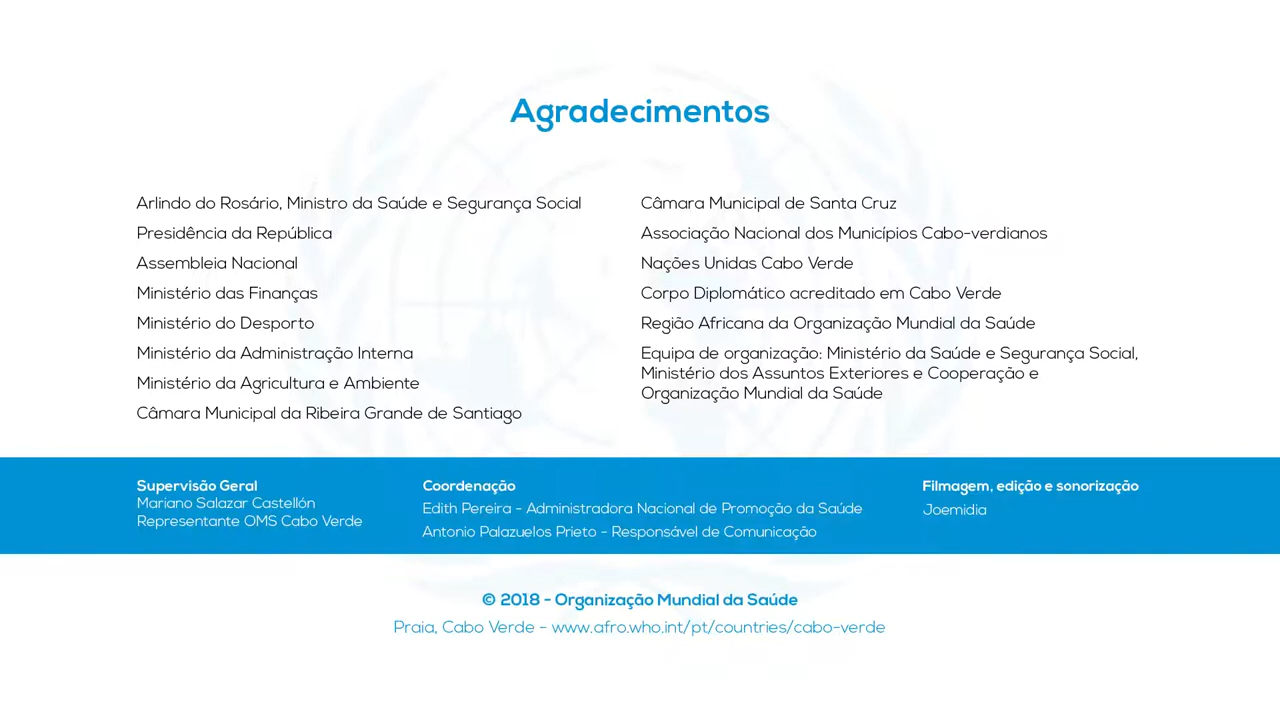 Agradecimentos
Arlindo do Rosário, Ministro da Saúde e Segurança Social
Presidência da República
Assembleia Nacional
Ministério das Finanças
Ministério do Desporto
Ministério da Administração Interna
Ministério da Agricultura e Ambiente
Câmara Municipal da Ribeira Grande de Santiago
Câmara Municipal de Santa Cruz
Associação Nacional dos Municípios Cabo-verdianos
Nações Unidas Cabo Verde
Corpo Diplomático acreditado em Cabo Verde
Região Africana da Organização Mundial da Saúde
Equipa de organização: Ministério da Saúde e Segurança Social,
Ministério dos Assuntos Exteriores e Cooperação e
Organização Mundial da Saúde
Supervisão Geral
Mariano Salazar Castellón
Representante OMS Cabo Verde
Coordenação
Edith Pereira - Administradora Nacional de Promoção da Saúde
Antonio Palazuelos Prieto - Responsável de Comunicação
Filmagem, edição e sonorização
Joemidia
© 2018 - Organização Mundial da Saúde
Praia, Cabo Verde - www.afro.who.int/pt/countries/cabo-verde